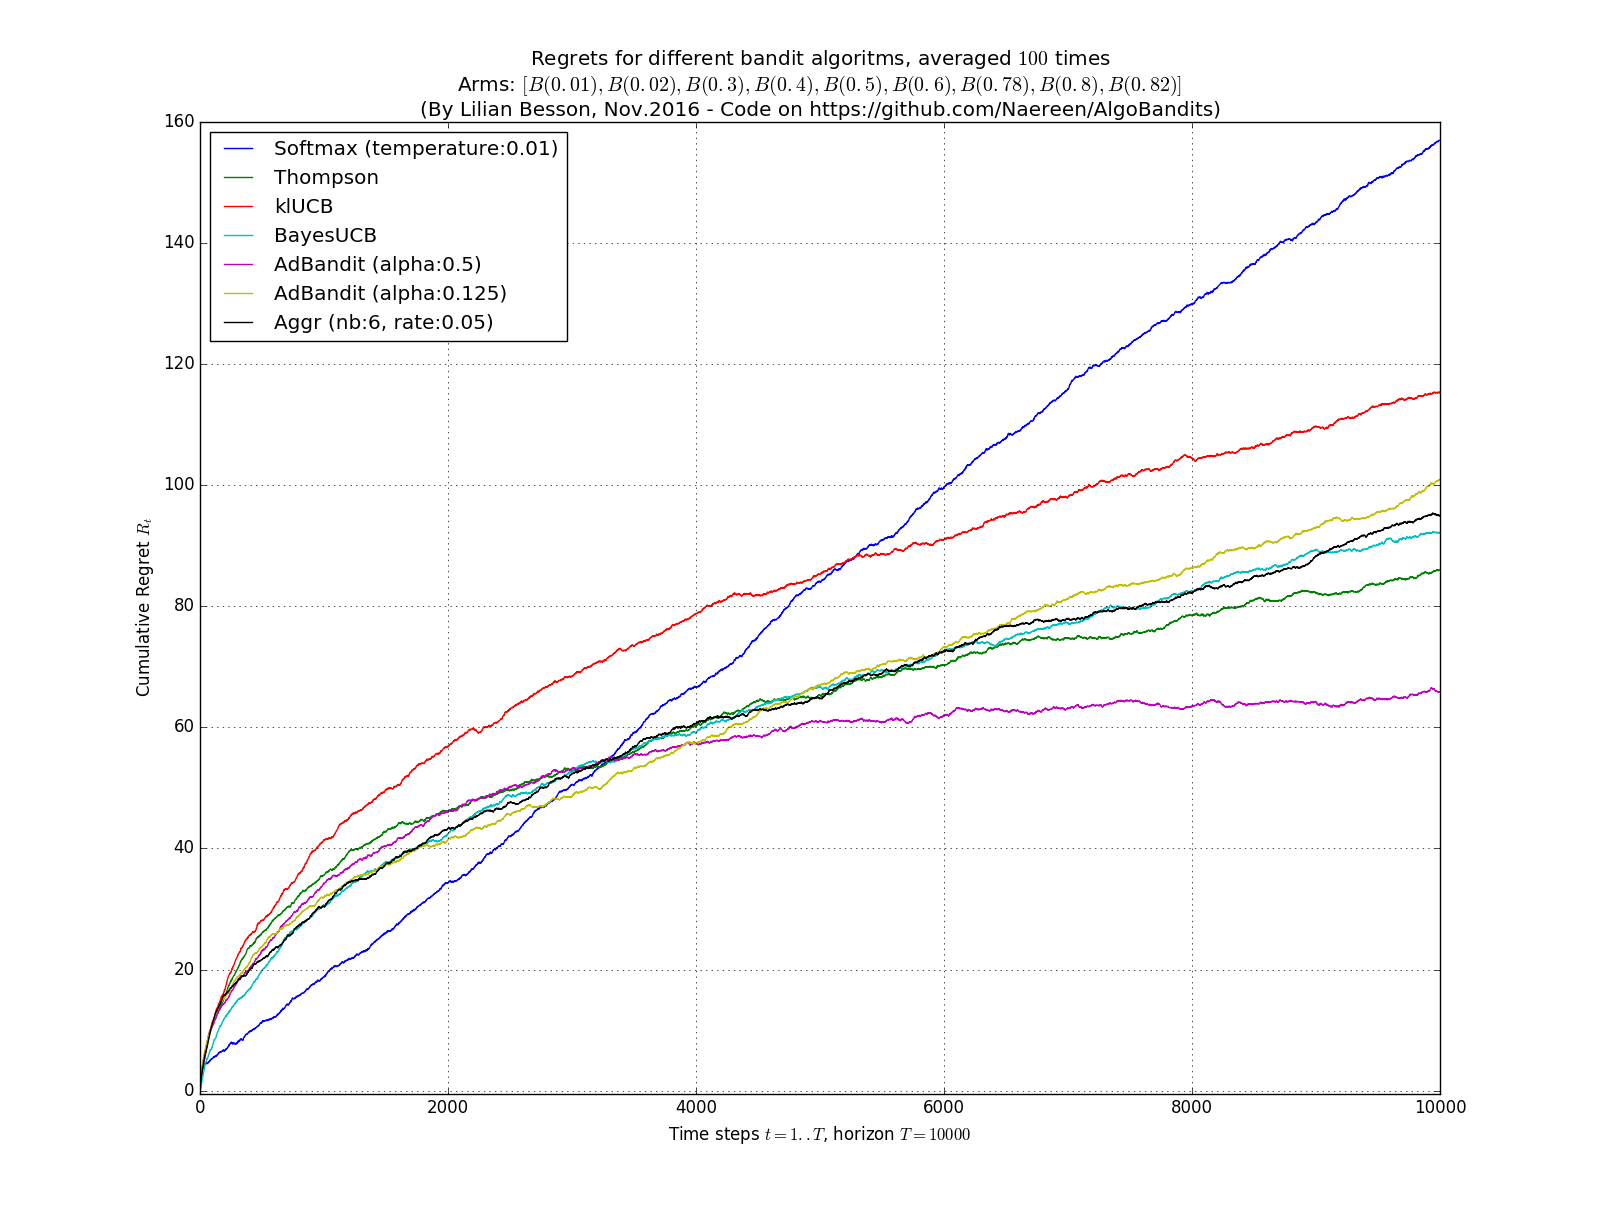 Regrets for different bandit algoritms, averaged 100 times
Arms: [B(0.01), B(0.02), B(0.3), B(0.4), B(0.5), B(0.6), B(0.78), B(0.8), B(0.82)]
(By Lilian Besson, Nov.2016 - Code on https://github.com/Naereen/AlgoBandits)
Softmax (temperature:0.01)
Thompson
klUCB
BayesUCB
AdBandit (alpha:0.5)
AdBandit (alpha:0.125)
Aggr (nb:6, rate:0.05)
Cumulative Regret R_t
160
140
120
100
80
60
40
20
0
0 2000 4000 6000 8000 10000
Time steps t = 1..T, horizon T = 10000